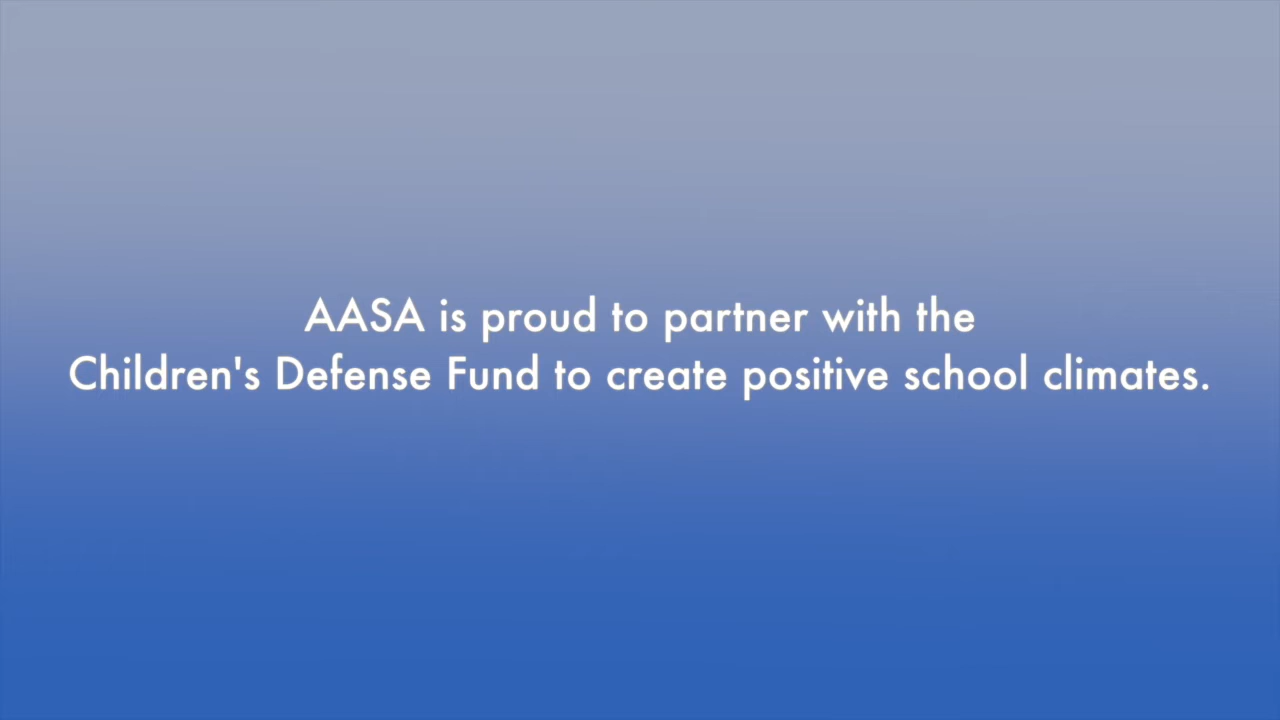 AASA is proud to partner with the
Children's Defense Fund to create positive school climates.